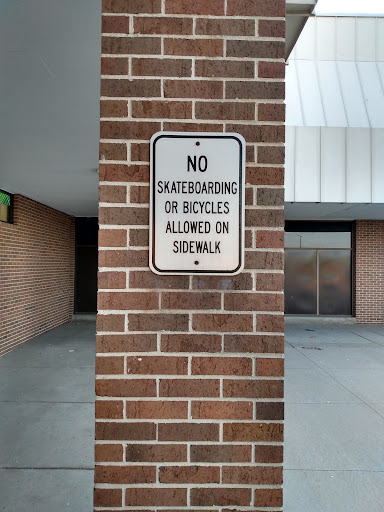 NO
SKATEBOARDING
OR BICYCLES
ALLOWED ON
SIDEWALK